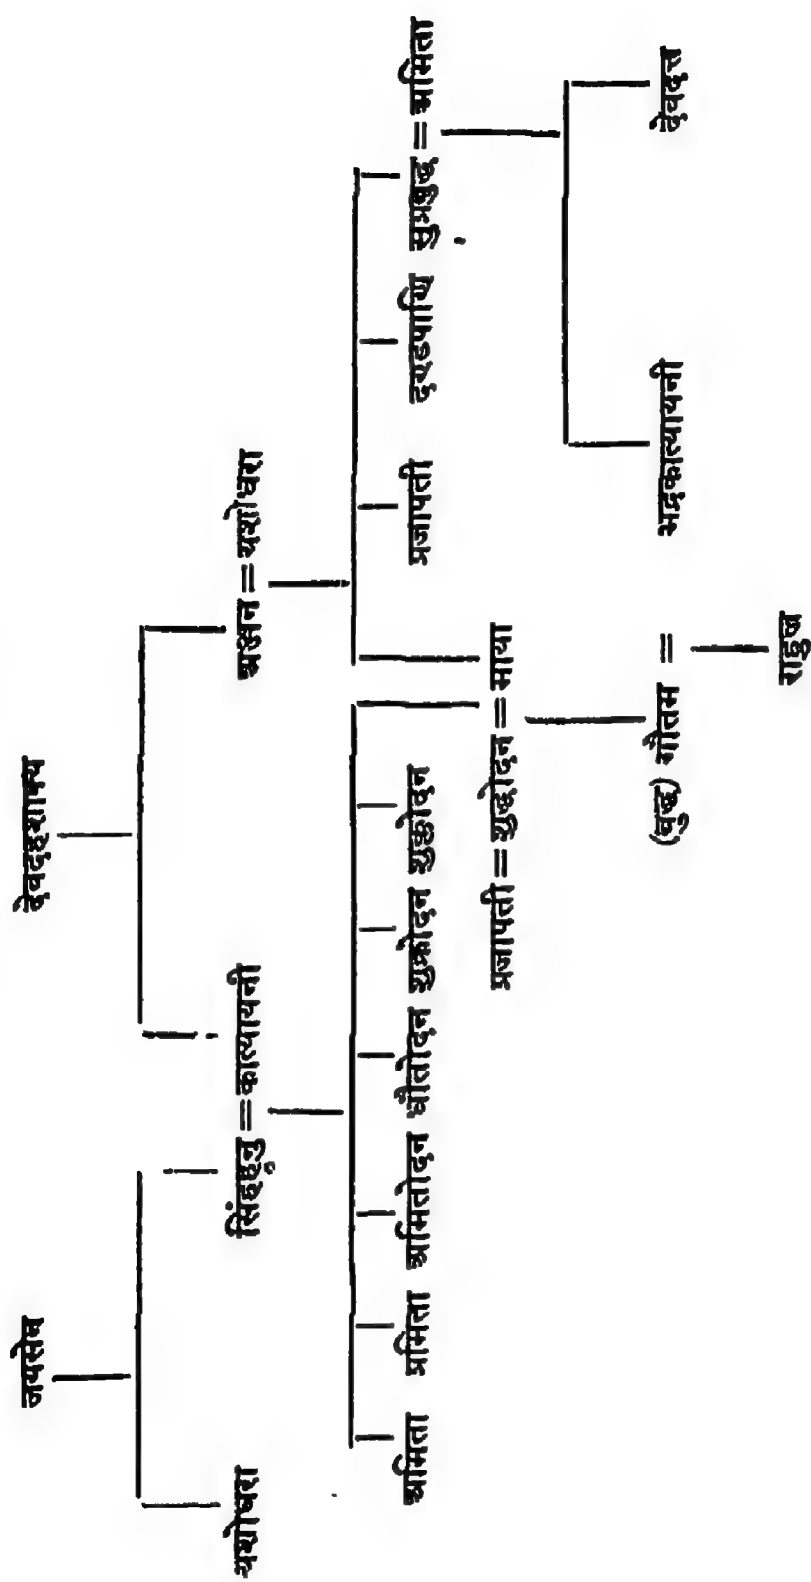 जयसेन देवदहशाक्य
यशोधरा सिंहहनु = कात्यायनी अञ्जन = यशोधरा
अमिता प्रमिता अमितोदन धौतोदन शुक्रोदन शुक्लोदन प्रजापती दण्डपाणि सुप्रबुद्ध = अमिता
प्रजापती = शुद्धोदन = माया
(बुद्ध) गौतम = भद्रकात्यायनी देवदत्त
राहुल